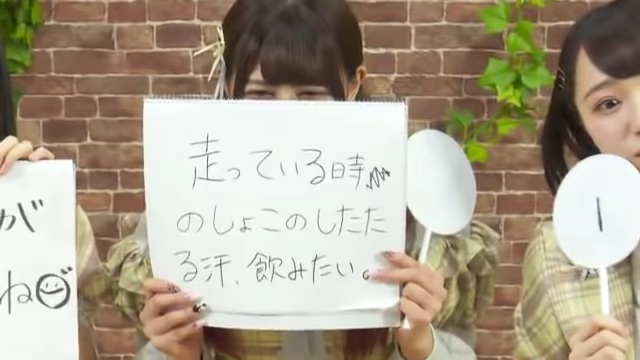 走っている時
のしょこのしたた
る汗、飲みたい。
が
ね